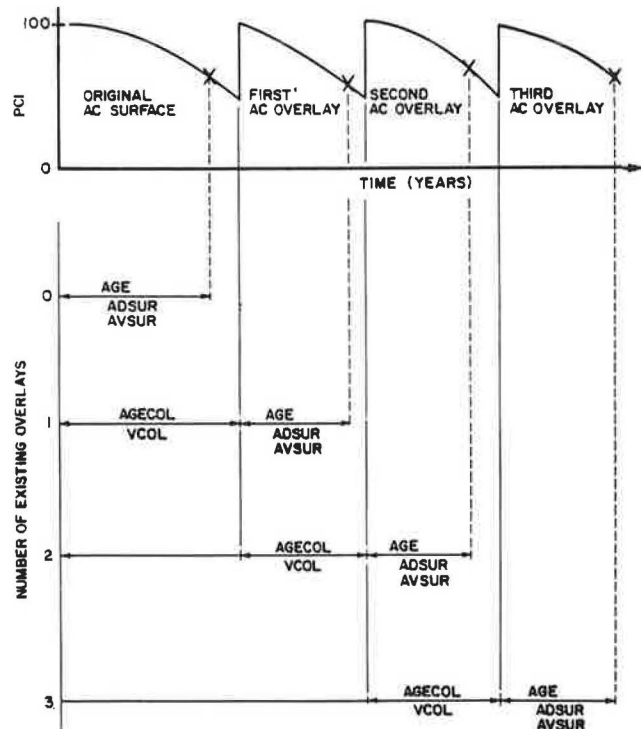 100
PCI
ORIGINAL
AC SURFACE
FIRST'
AC OVERLAY
SECOND
AC OVERLAY
THIRD
AC OVERLAY
0
TIME (YEARS)
NUMBER OF EXISTING OVERLAYS
0
AGE
ADSUR
AVSUR
1
AGECOL
VCOL
AGE
ADSUR
AVSUR
2
AGECOL
VCOL
AGE
ADSUR
AVSUR
3
AGECOL
VCOL
AGE
ADSUR
AVSUR